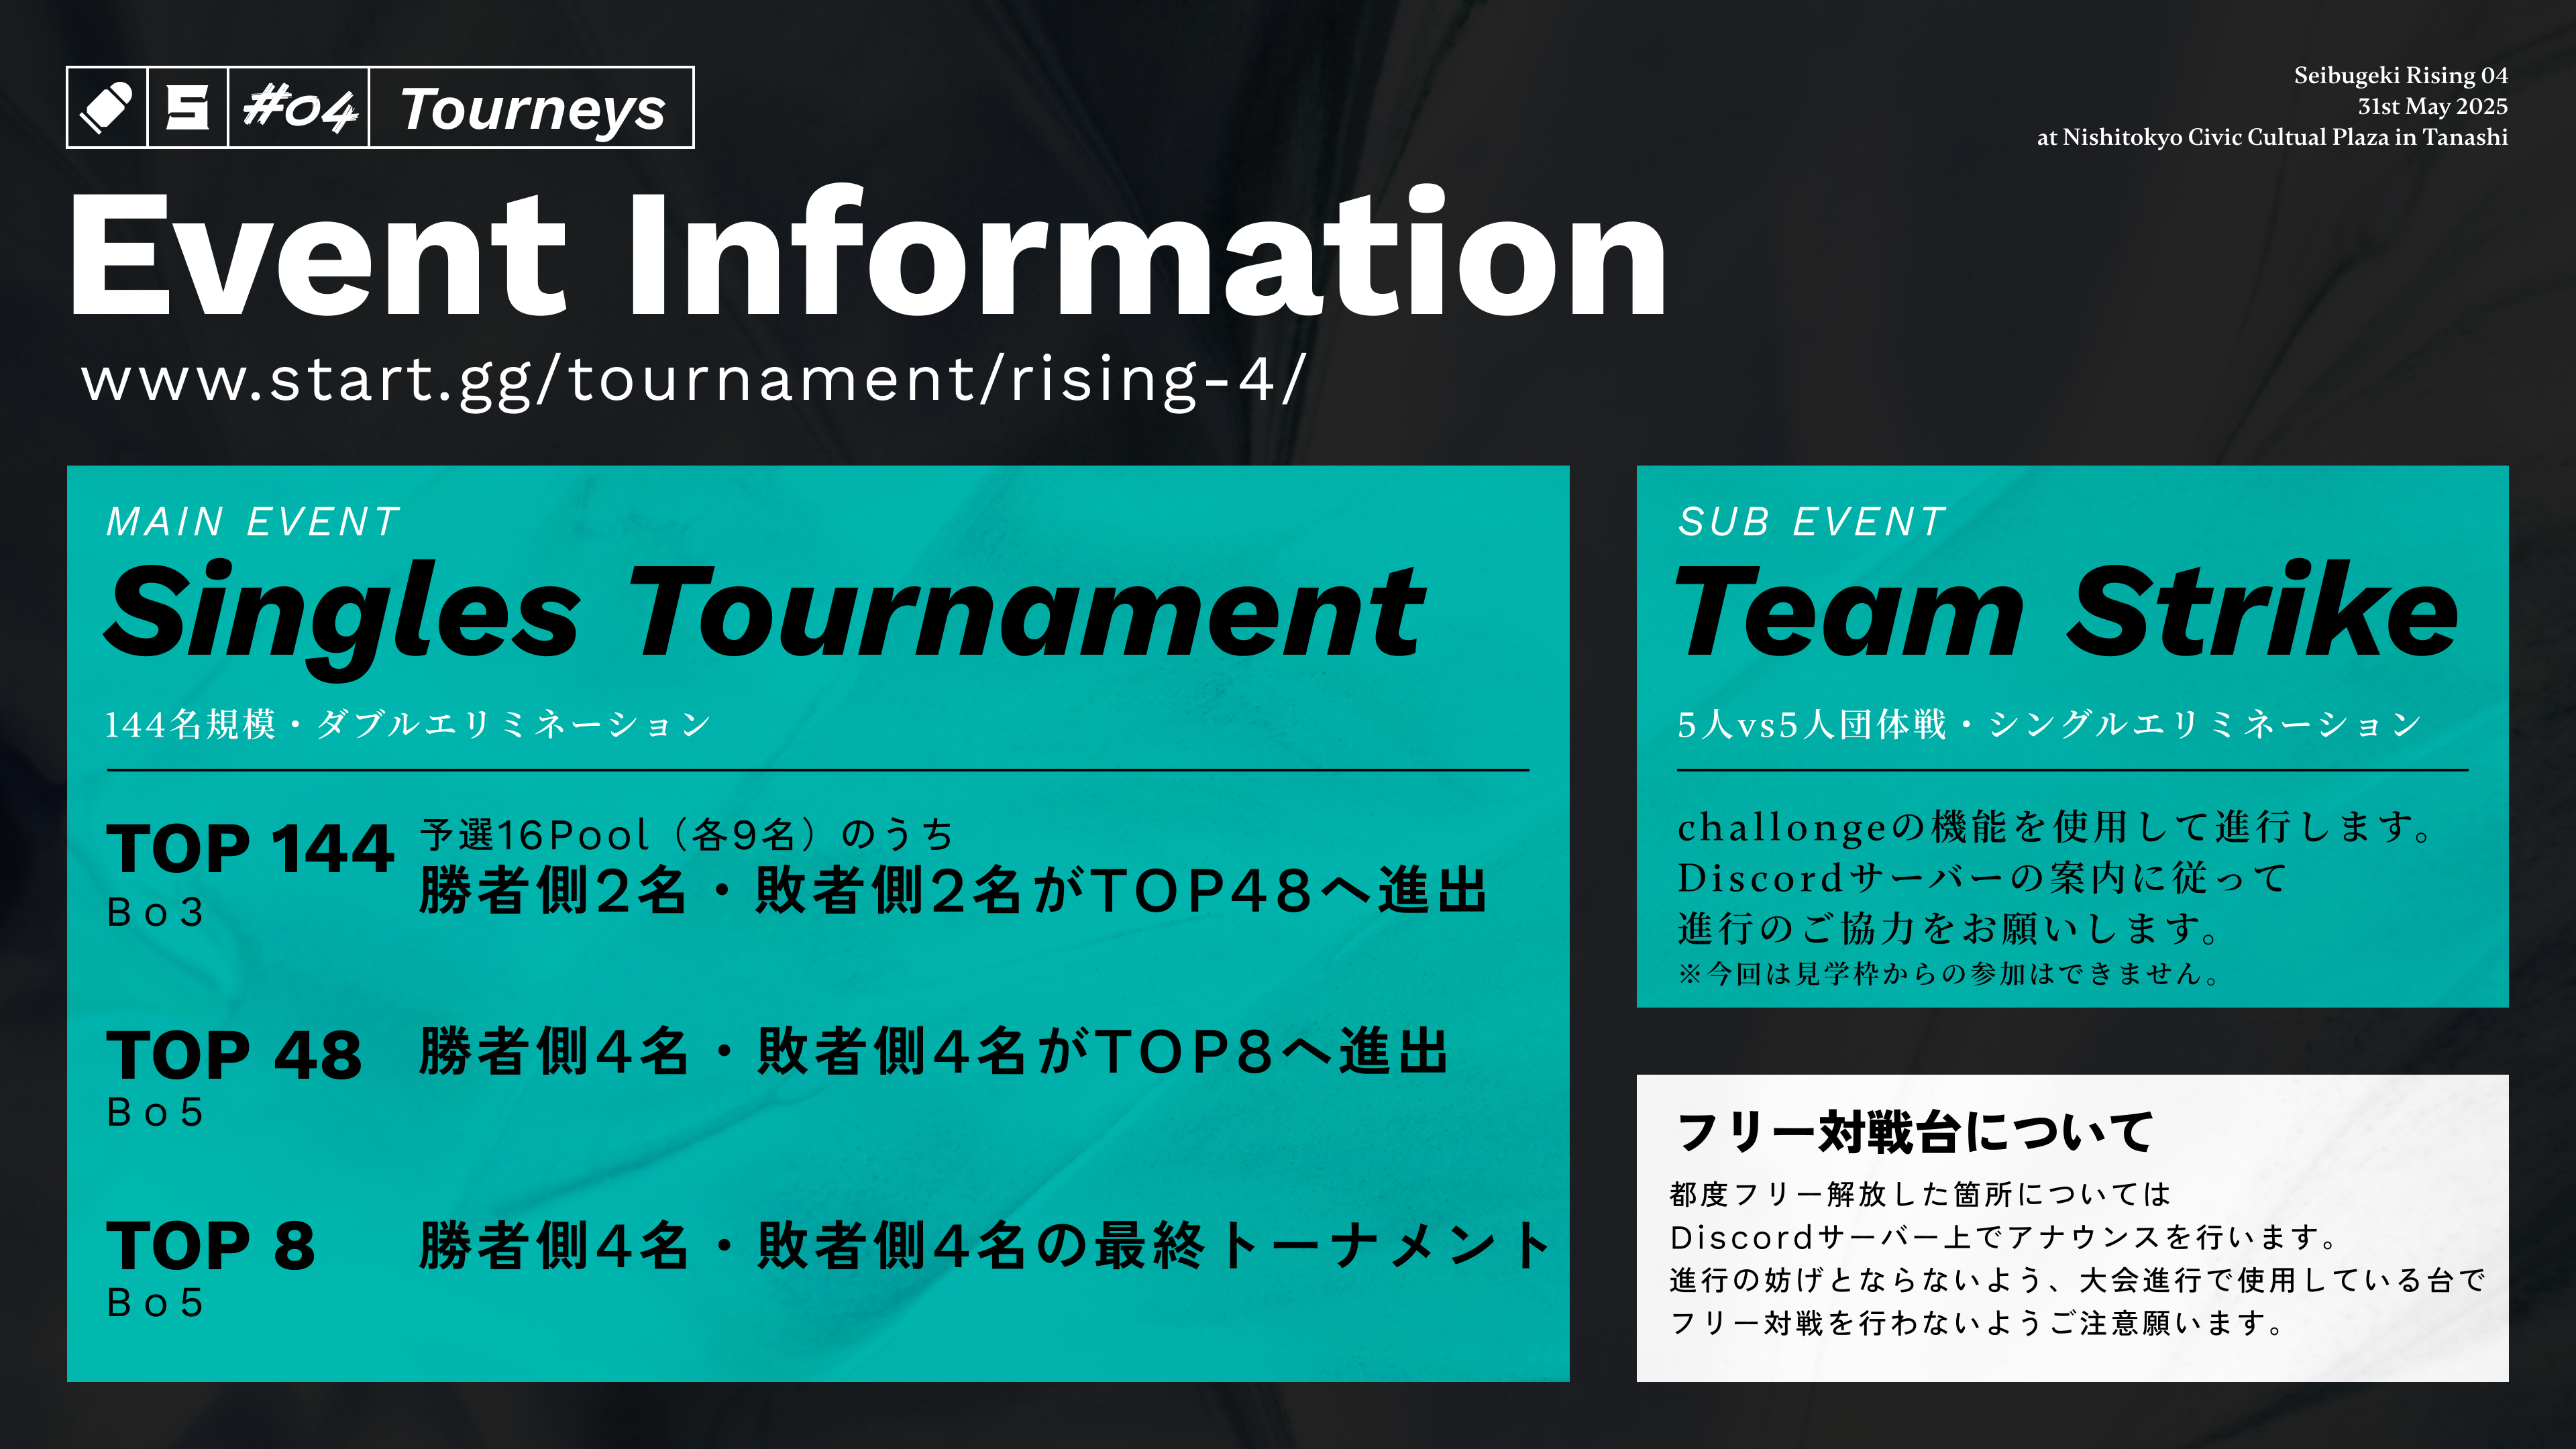 S #04 Tourneys
Seibugeki Rising 04
31st May 2025
at Nishitokyo Civic Cultual Plaza in Tanashi
Event Information
www.start.gg/tournament/rising-4/
MAIN EVENT
Singles Tournament
144名規模・ダブルエリミネーション
TOP 144
Bo3
予選16Pool（各9名）のうち
勝者側2名・敗者側2名がTOP48へ進出
TOP 48
Bo5
勝者側4名・敗者側4名がTOP8へ進出
TOP 8
Bo5
勝者側4名・敗者側4名の最終トーナメント
SUB EVENT
Team Strike
5人vs5人団体戦・シングルエリミネーション
challongeの機能を使用して進行します。
Discordサーバーの案内に従って
進行のご協力をお願いします。
※今回は見学枠からの参加はできません。
フリー対戦台について
都度フリー解放した箇所については
Discordサーバー上でアナウンスを行います。
進行の妨げとならないよう、大会進行で使用している台で
フリー対戦を行わないようご注意願います。